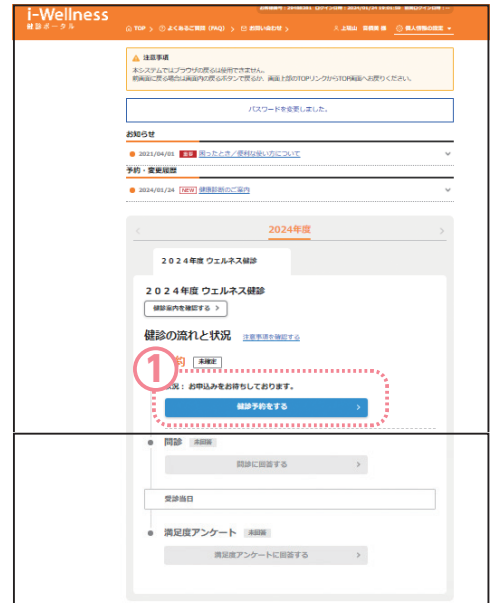 i-Wellness
健診ポータル
TOP > よくあるご質問 (FAQ) > お問い合わせ >
個人情報の設定
注意事項
本システムではブラウザの戻るは使用できません。
前画面に戻る場合は画面内の戻るボタンで戻るか、画面上部のTOPリンクからTOP画面へお戻りください。
パスワードを変更しました。
お知らせ
2021/04/01 重要 困ったとき/便利な使い方について
予約・変更履歴
2024/01/24 NEW 健康診断のご案内
2024年度
2024年度 ウェルネス健診
2024年度 ウェルネス健診
健診案内を確認する >
健診の流れと状況 注意事項を確認する
①
約 未確定
状況: お申込みをお待ちしております。
健診予約をする >
問診 未回答
問診に回答する >
受診当日
満足度アンケート 未回答
満足度アンケートに回答する >